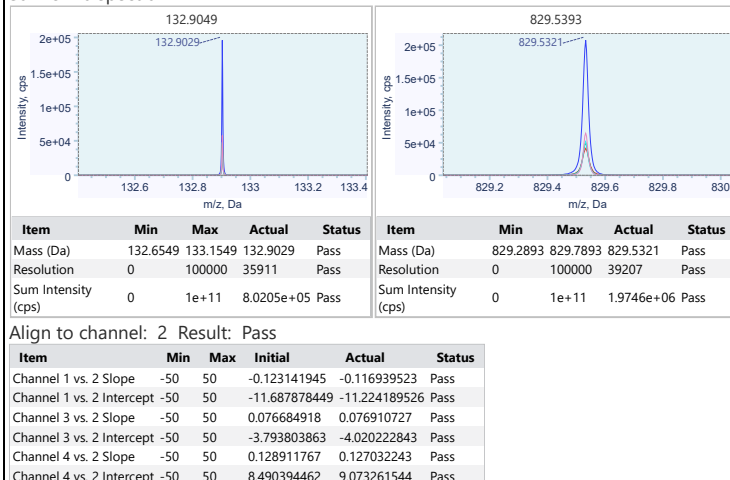 132.9049
829.5393
2e+05
132.9029
1.5e+05
1e+05
5e+04
0
Intensity, cps
132.6 132.8 133 133.2 133.4
m/z, Da
2e+05
829.5321
1.5e+05
1e+05
5e+04
0
Intensity, cps
829.2 829.4 829.6 829.8 830
m/z, Da
Item Min Max Actual Status
Mass (Da) 132.6549 133.1549 132.9029 Pass
Resolution 0 100000 35911 Pass
Sum Intensity
(cps) 0 1e+11 8.0205e+05 Pass
Item Min Max Actual Status
Mass (Da) 829.2893 829.7893 829.5321 Pass
Resolution 0 100000 39207 Pass
Sum Intensity
(cps) 0 1e+11 1.9746e+06 Pass
Align to channel: 2 Result: Pass
Item Min Max Initial Actual Status
Channel 1 vs. 2 Slope -50 50 -0.123141945 -0.116939523 Pass
Channel 1 vs. 2 Intercept -50 50 -11.687878449 -11.224189526 Pass
Channel 3 vs. 2 Slope -50 50 0.076684918 0.076910727 Pass
Channel 3 vs. 2 Intercept -50 50 -3.793803863 -4.020222843 Pass
Channel 4 vs. 2 Slope -50 50 0.128911767 0.127032243 Pass
Channel 4 vs. 2 Intercept -50 50 8.490394462 9.073261544 Pass